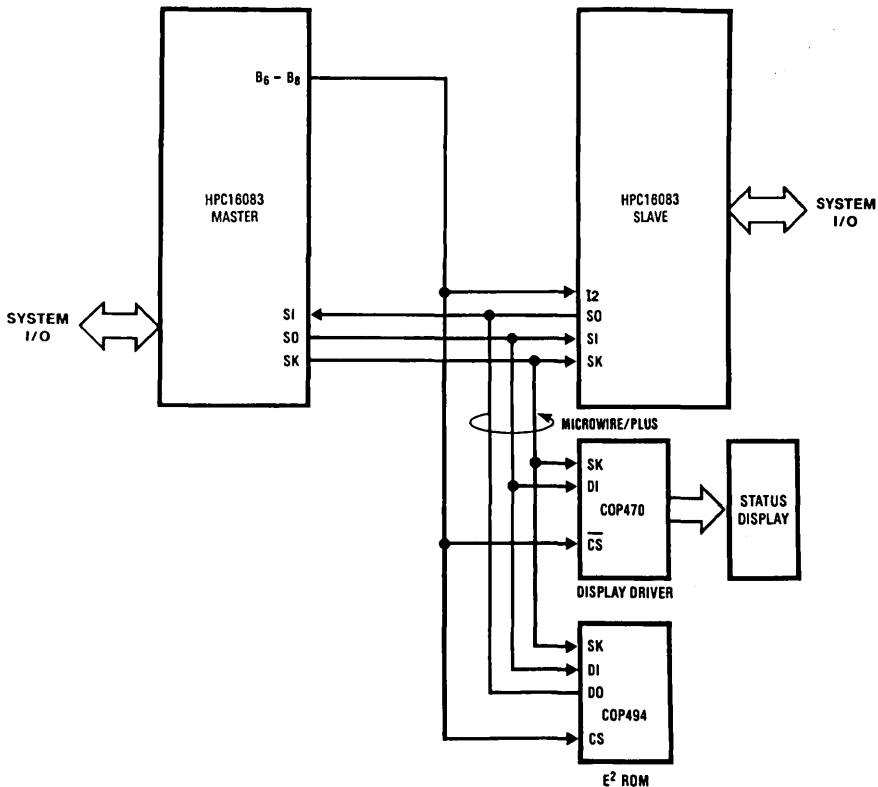 B₆ – B₈
HPC16083
MASTER
SYSTEM
I/O
SI
SO
SK
HPC16083
SLAVE
SYSTEM
I/O
I2
SO
SI
SK
MICROWIRE/PLUS
SK
DI
COP470
C̅S̅
DISPLAY DRIVER
STATUS
DISPLAY
SK
DI
DO
COP494
CS
E² ROM